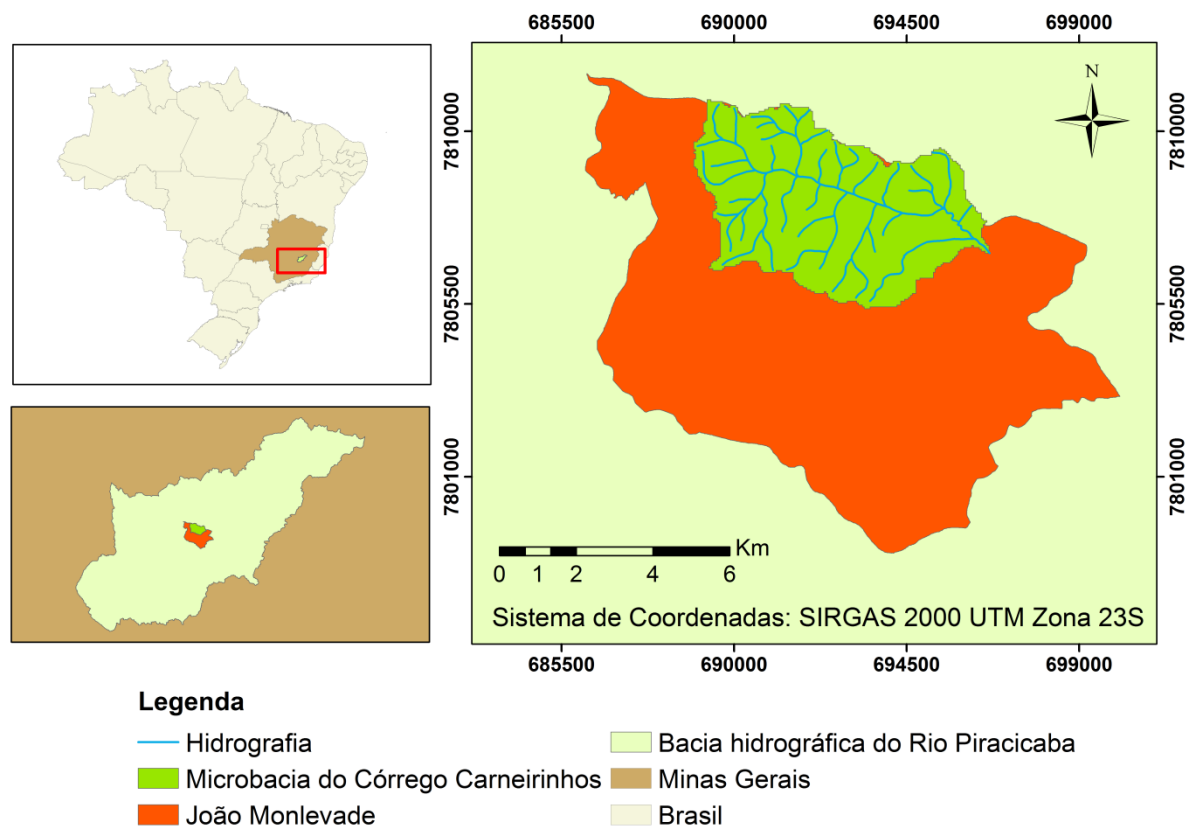 685500 690000 694500 699000
N
7810000 7810000
7805500 7805500
7801000 7801000
Km
0 1 2 4 6
Sistema de Coordenadas: SIRGAS 2000 UTM Zona 23S
685500 690000 694500 699000
Legenda
Hidrografia
Microbacia do Córrego Carneirinhos
João Monlevade
Bacia hidrográfica do Rio Piracicaba
Minas Gerais
Brasil